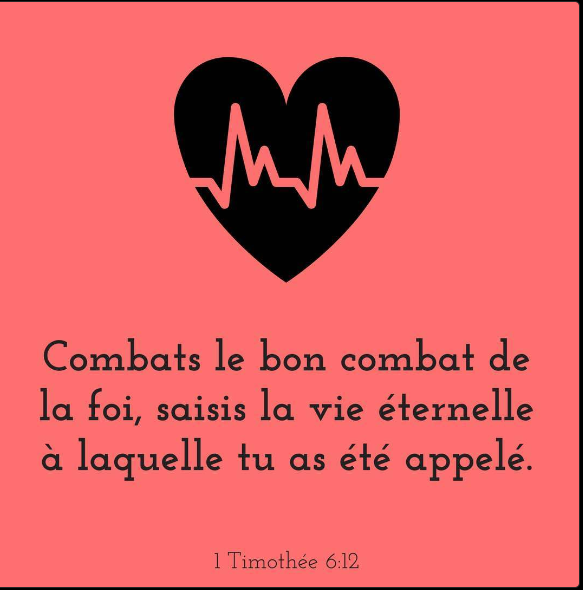 Combats le bon combat de
la foi, saisis la vie éternelle
à laquelle tu as été appelé.
1 Timothée 6:12